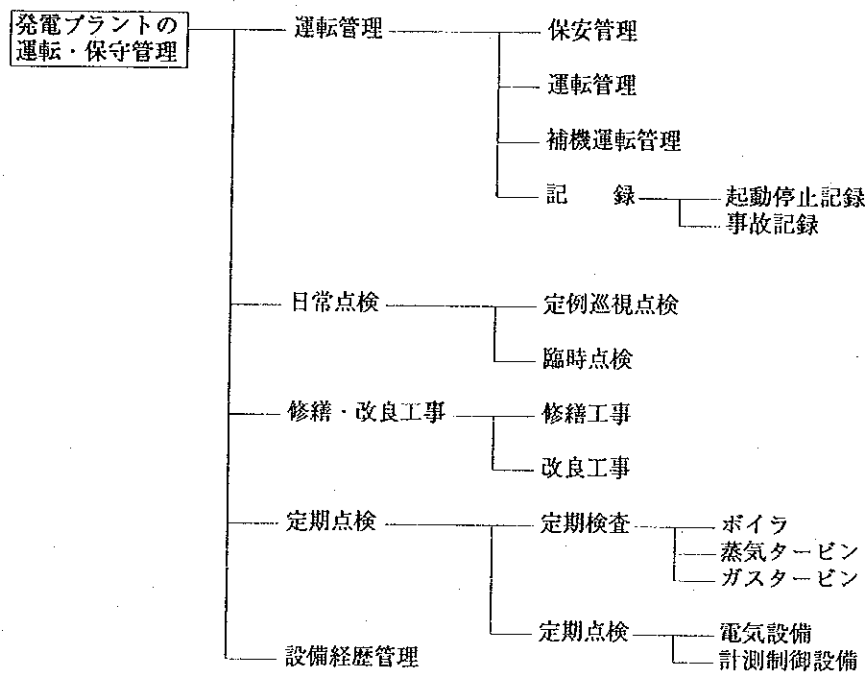 発電プラントの
運転・保守管理
運転管理
保安管理
運転管理
補機運転管理
記録
起動停止記録
事故記録
日常点検
定例巡視点検
臨時点検
修繕・改良工事
修繕工事
改良工事
定期点検
定期検査
ボイラ
蒸気タービン
ガスタービン
定期点検
電気設備
計測制御設備
設備経歴管理